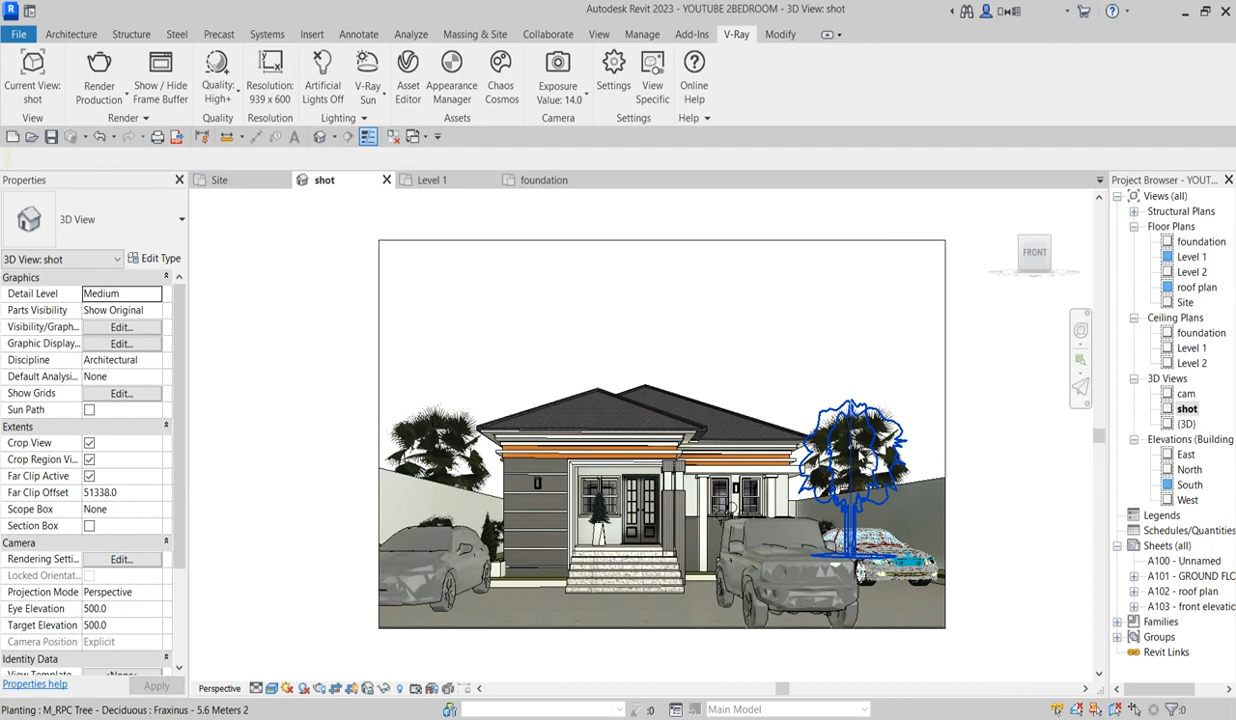 Autodesk Revit 2023 - YOUTUBE 2BEDROOM - 3D View: shot
File Architecture Structure Steel Precast Systems Insert Annotate Analyze Massing & Site Collaborate View Manage Add-Ins V-Ray Modify
Current View: shot
Render Production
Show / Hide Frame Buffer
Quality: High+
Resolution: 939 x 600
Artificial Lights Off
V-Ray Sun
Asset Editor
Appearance Manager
Chaos Cosmos
Exposure Value: 14.0
Settings
View Specific
Online Help
View Render Quality Resolution Lighting Assets Camera Settings Help
Properties
Site
shot
Level 1
foundation
Project Browser - YOUT...
3D View
3D View: shot
Edit Type
Graphics
Detail Level Medium
Parts Visibility Show Original
Visibility/Graph... Edit...
Graphic Display... Edit...
Discipline Architectural
Default Analysi... None
Show Grids Edit...
Sun Path
Extents
Crop View
Crop Region Vi...
Far Clip Active
Far Clip Offset 51338.0
Scope Box None
Section Box
Camera
Rendering Setti... Edit...
Locked Orientat...
Projection Mode Perspective
Eye Elevation 500.0
Target Elevation 500.0
Camera Position Explicit
Identity Data
View Template <None>
Properties help
Apply
FRONT
Views (all)
Structural Plans
Floor Plans
foundation
Level 1
Level 2
roof plan
Site
Ceiling Plans
foundation
Level 1
Level 2
3D Views
cam
shot
{3D}
Elevations (Building
East
North
South
West
Legends
Schedules/Quantities
Sheets (all)
A100 - Unnamed
A101 - GROUND FLC
A102 - roof plan
A103 - front elevatic
Families
Groups
Revit Links
Perspective
Planting : M_RPC Tree - Deciduous : Fraxinus - 5.6 Meters 2
:0
Main Model
:0